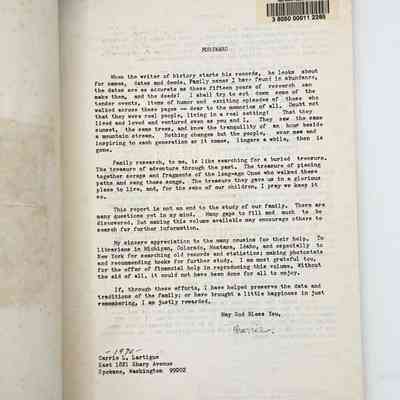 3 8050 00011 2285
FOREWARD
When the writer of history starts his records, he looks about
for names, dates and deeds. Family names I have found in abundance,
the dates are as accurate as these fifteen years of research can
make them, and the deeds! I shall try to set down some of the
tender events, items of humor and exciting episodes of those who
walked across these pages -- dear to the memories of all. Doubt not
that they were real people, living in a real setting! That they
lived and loved and ventured even as you and I. They saw the same
sunset, the same trees, and knew the tranquility of an hour beside
a mountain stream. Nothing changes but the people, ever new and
inspiring to each generation as it comes, lingers a while, then is
gone.
Family research, to me, is like searching for a buried treasure.
The treasure of adventure through the past. The treasure of piecing
together scraps and fragments of the long-ago Ones who walked these
paths and sang these songs. The treasure they gave us in a glorious
place to live, and, for the sake of our children, I pray we keep it
so.
This report is not an end to the study of our family. There are
many questions yet in my mind. Many gaps to fill and much to be
discovered. But making this volume available may encourage others to
search for further information.
My sincere appreciation to the many cousins for their help. To
Librarians in Michigan, Colorado, Montana, Idaho, and especially to
New York for searching old records and statistics; making photostats
and recommending books for further study. I am most grateful too,
for the offer of financial help in reproducing this volume. Without
the aid of all, it could not have been done for all to enjoy.
If, through these efforts, I have helped preserve the data and
traditions of the family; or have brought a little happiness in just
remembering, I am justly rewarded.
May God Bless You,
Carrie
- 1970 -
Carrie L. Lartigue
East 1821 Sharp Avenue
Spokane, Washington 99202